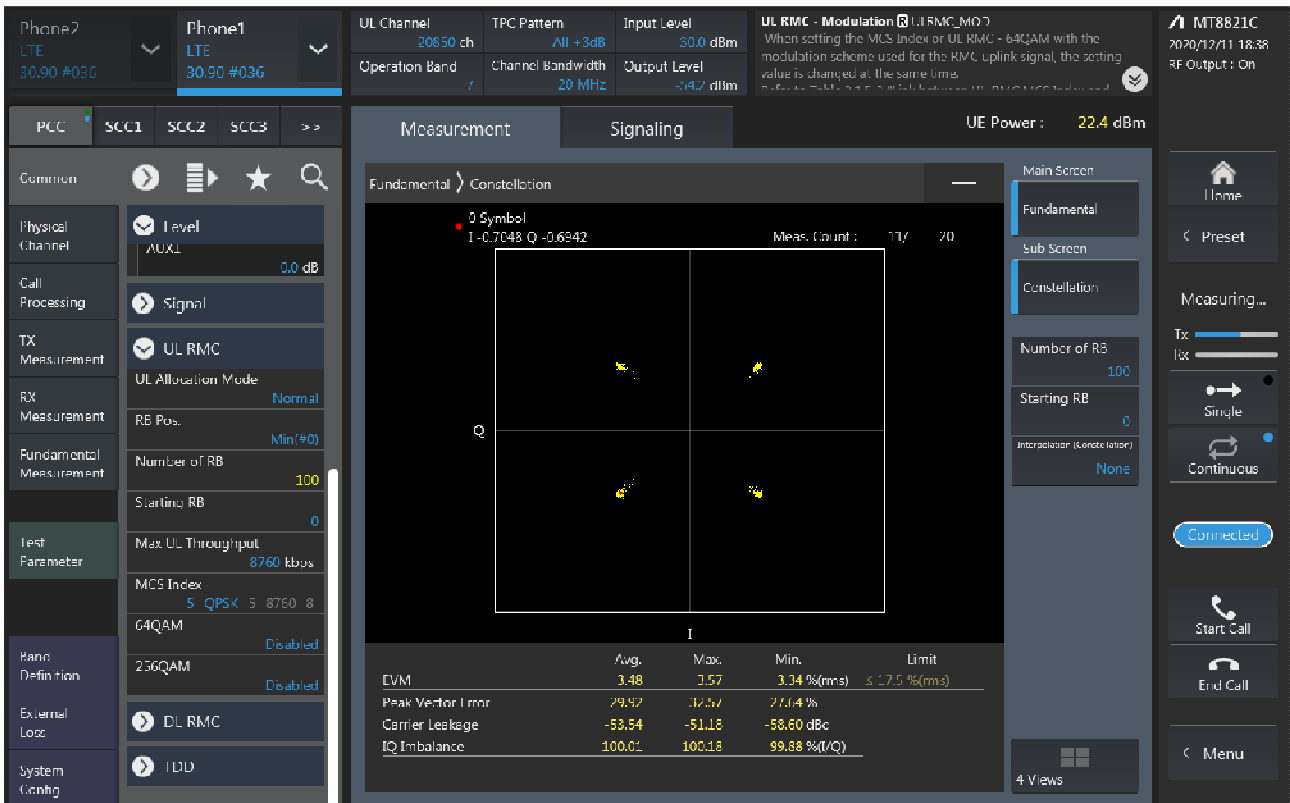 Phone2
LTE
30.90 #036
Phone1
LTE
30.90 #036
UL Channel
20850 ch
TPC Pattern
All +3dB
Input Level
30.0 dBm
Operation Band
7
Channel Bandwidth
20 MHz
Output Level
-54.2 dBm
UL RMC - Modulation R ULRMC_MOD
When setting the MCS Index or UL RMC - 64QAM with the
modulation scheme used for the RMC uplink signal, the setting
value is changed at the same time.
MT8821C
2020/12/11 18:38
RF Output : On
PCC
SCC1
SCC2
SCC3
>>
Measurement
Signaling
UE Power : 22.4 dBm
Common
Physical
Channel
Call
Processing
TX
Measurement
RX
Measurement
Fundamental
Measurement
Test
Parameter
Band
Definition
External
Loss
System
Config
Level
AUX1
0.0 dB
Signal
UL RMC
UL Allocation Mode
Normal
RB Pos.
Min(#0)
Number of RB
100
Starting RB
0
Max UL Throughput
8760 kbps
MCS Index
5 QPSK 5 8760 8
64QAM
Disabled
256QAM
Disabled
DL RMC
TDD
Fundamental
Constellation
0 Symbol
I -0.7048 Q -0.6942
Meas. Count : 11/ 20
Q
I
Avg. Max. Min. Limit
EVM 3.48 3.57 3.34 %(rms) ≤ 17.5 %(rms)
Peak Vector Error 29.92 32.57 27.64 %
Carrier Leakage -53.54 -51.18 -58.60 dBc
IQ Imbalance 100.01 100.18 99.88 %(I/Q)
Main Screen
Fundamental
Sub Screen
Constellation
Number of RB
100
Starting RB
0
Interpolation (Constellation)
None
4 Views
Home
Preset
Measuring...
Tx
Rx
Single
Continuous
Connected
Start Call
End Call
Menu